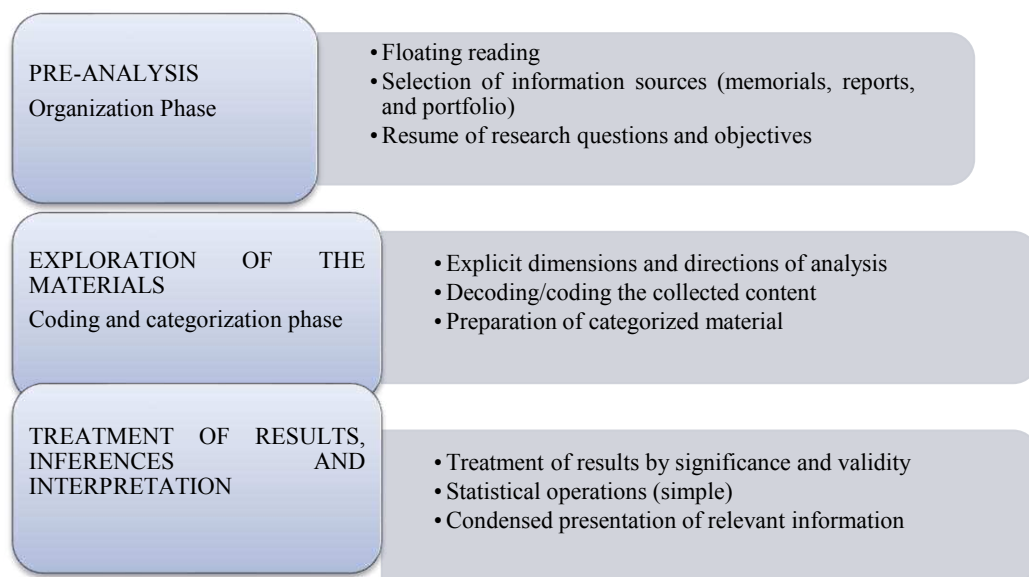 PRE-ANALYSIS
Organization Phase
• Floating reading
• Selection of information sources (memorials, reports,
and portfolio)
• Resume of research questions and objectives
EXPLORATION OF THE
MATERIALS
Coding and categorization phase
• Explicit dimensions and directions of analysis
• Decoding/coding the collected content
• Preparation of categorized material
TREATMENT OF RESULTS,
INFERENCES AND
INTERPRETATION
• Treatment of results by significance and validity
• Statistical operations (simple)
• Condensed presentation of relevant information